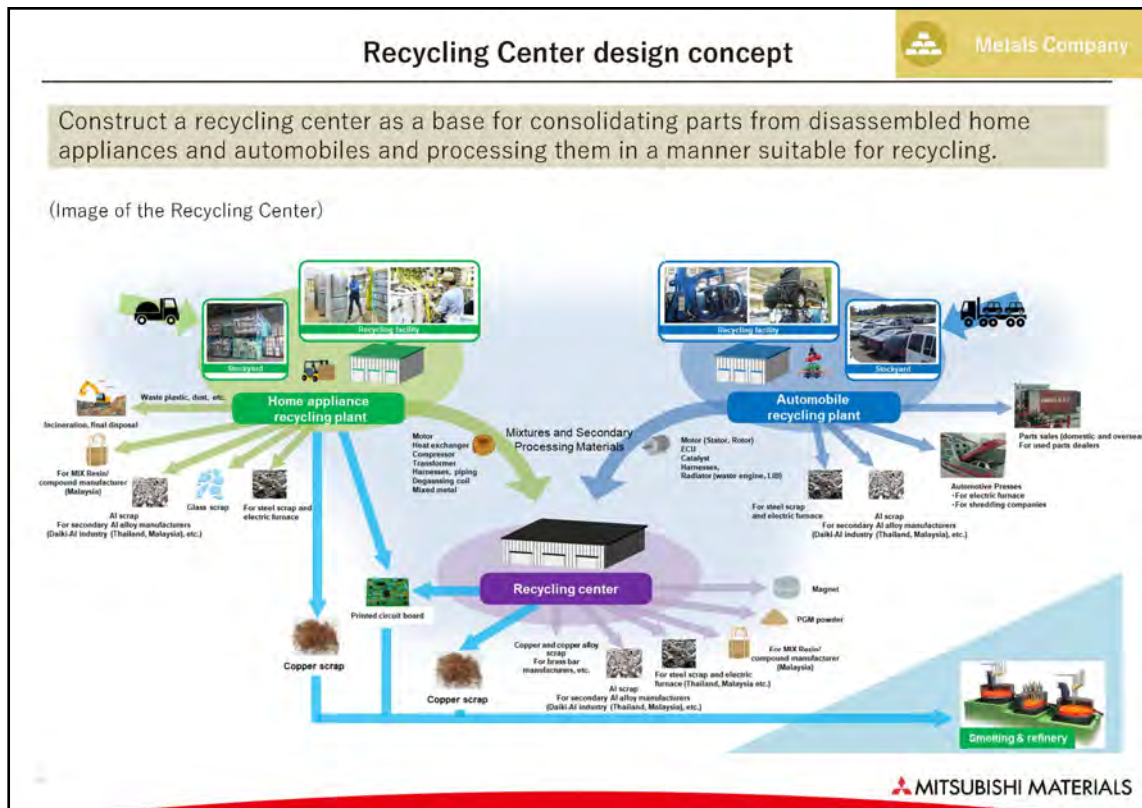 Recycling Center design concept
Metals Company
Construct a recycling center as a base for consolidating parts from disassembled home
appliances and automobiles and processing them in a manner suitable for recycling.
(Image of the Recycling Center)
Recycling facility
Stockyard
Home appliance
recycling plant
Recycling facility
Stockyard
Automobile
recycling plant
Waste plastic, dust, etc.
Incineration, final disposal
For MIX Resin/
compound manufacturer
(Malaysia)
Al scrap
For secondary Al alloy manufacturers
(Daiki-Al industry (Thailand, Malaysia), etc.)
Glass scrap
For steel scrap and
electric furnace
Motor
Heat exchanger
Compressor
Transformer
Harnesses, piping
Degaussing coil
Mixed metal
Mixtures and Secondary
Processing Materials
Motor (Stator, Rotor)
ECU
Catalyst
Harnesses,
Radiator (waste engine, LIB)
For steel scrap
and electric furnace
Al scrap
For secondary Al alloy manufacturers
(Daiki-Al industry (Thailand, Malaysia), etc.)
Parts sales (domestic and oversea
For used parts dealers
Automotive Presses
・For electric furnace
・For shredding companies
Recycling center
Printed circuit board
Copper scrap
Copper scrap
Copper and copper alloy
scrap
For brass bar
manufacturers, etc.
Al scrap
For secondary Al alloy manufacturers
(Daiki-Al industry (Thailand, Malaysia), etc.)
For steel scrap and electric
furnace (Thailand, Malaysia etc.)
For MIX Resin/
compound manufacturer
(Malaysia)
PGM powder
Magnet
Smelting & refinery
MITSUBISHI MATERIALS